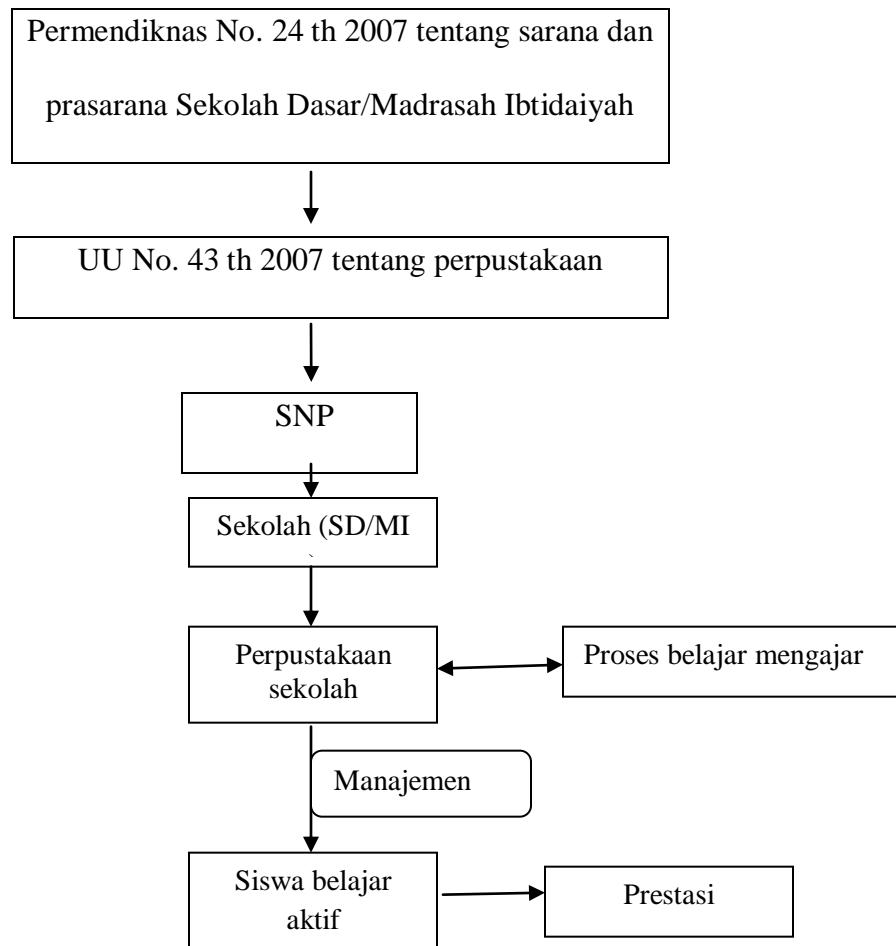 Permendiknas No. 24 th 2007 tentang sarana dan
prasarana Sekolah Dasar/Madrasah Ibtidaiyah
UU No. 43 th 2007 tentang perpustakaan
SNP
Sekolah (SD/MI
Perpustakaan
sekolah
Proses belajar mengajar
Manajemen
Siswa belajar
aktif
Prestasi